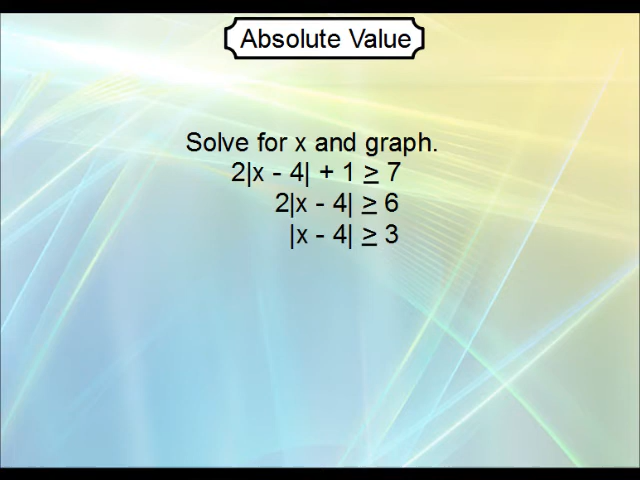 Absolute Value
Solve for x and graph.
2|x - 4| + 1 ≥ 7
2|x - 4| ≥ 6
|x - 4| ≥ 3